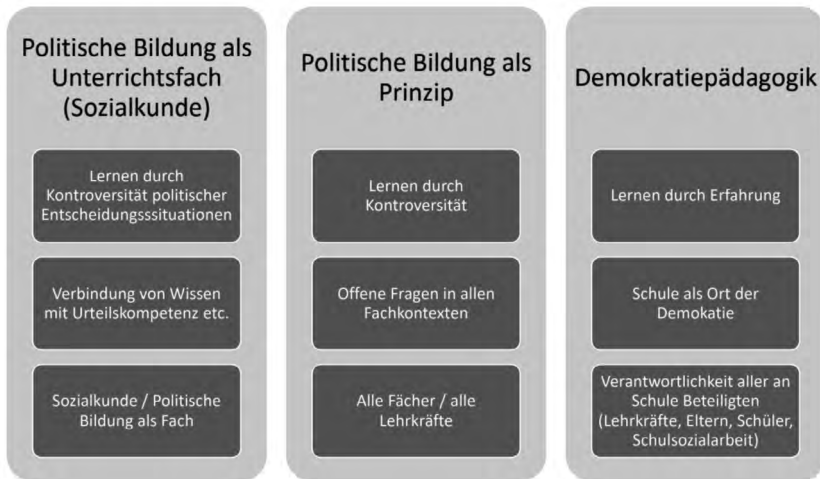 Politische Bildung als
Unterrichtsfach
(Sozialkunde)
Lernen durch
Kontroversität politischer
Entscheidungsssituationen
Verbindung von Wissen
mit Urteilskompetenz etc.
Sozialkunde / Politische
Bildung als Fach
Politische Bildung als
Prinzip
Lernen durch
Kontroversität
Offene Fragen in allen
Fachkontexten
Alle Fächer / alle
Lehrkräfte
Demokratiepädagogik
Lernen durch Erfahrung
Schule als Ort der
Demokatie
Verantwortlichkeit aller an
Schule Beteiligten
(Lehrkräfte, Eltern, Schüler,
Schulsozialarbeit)